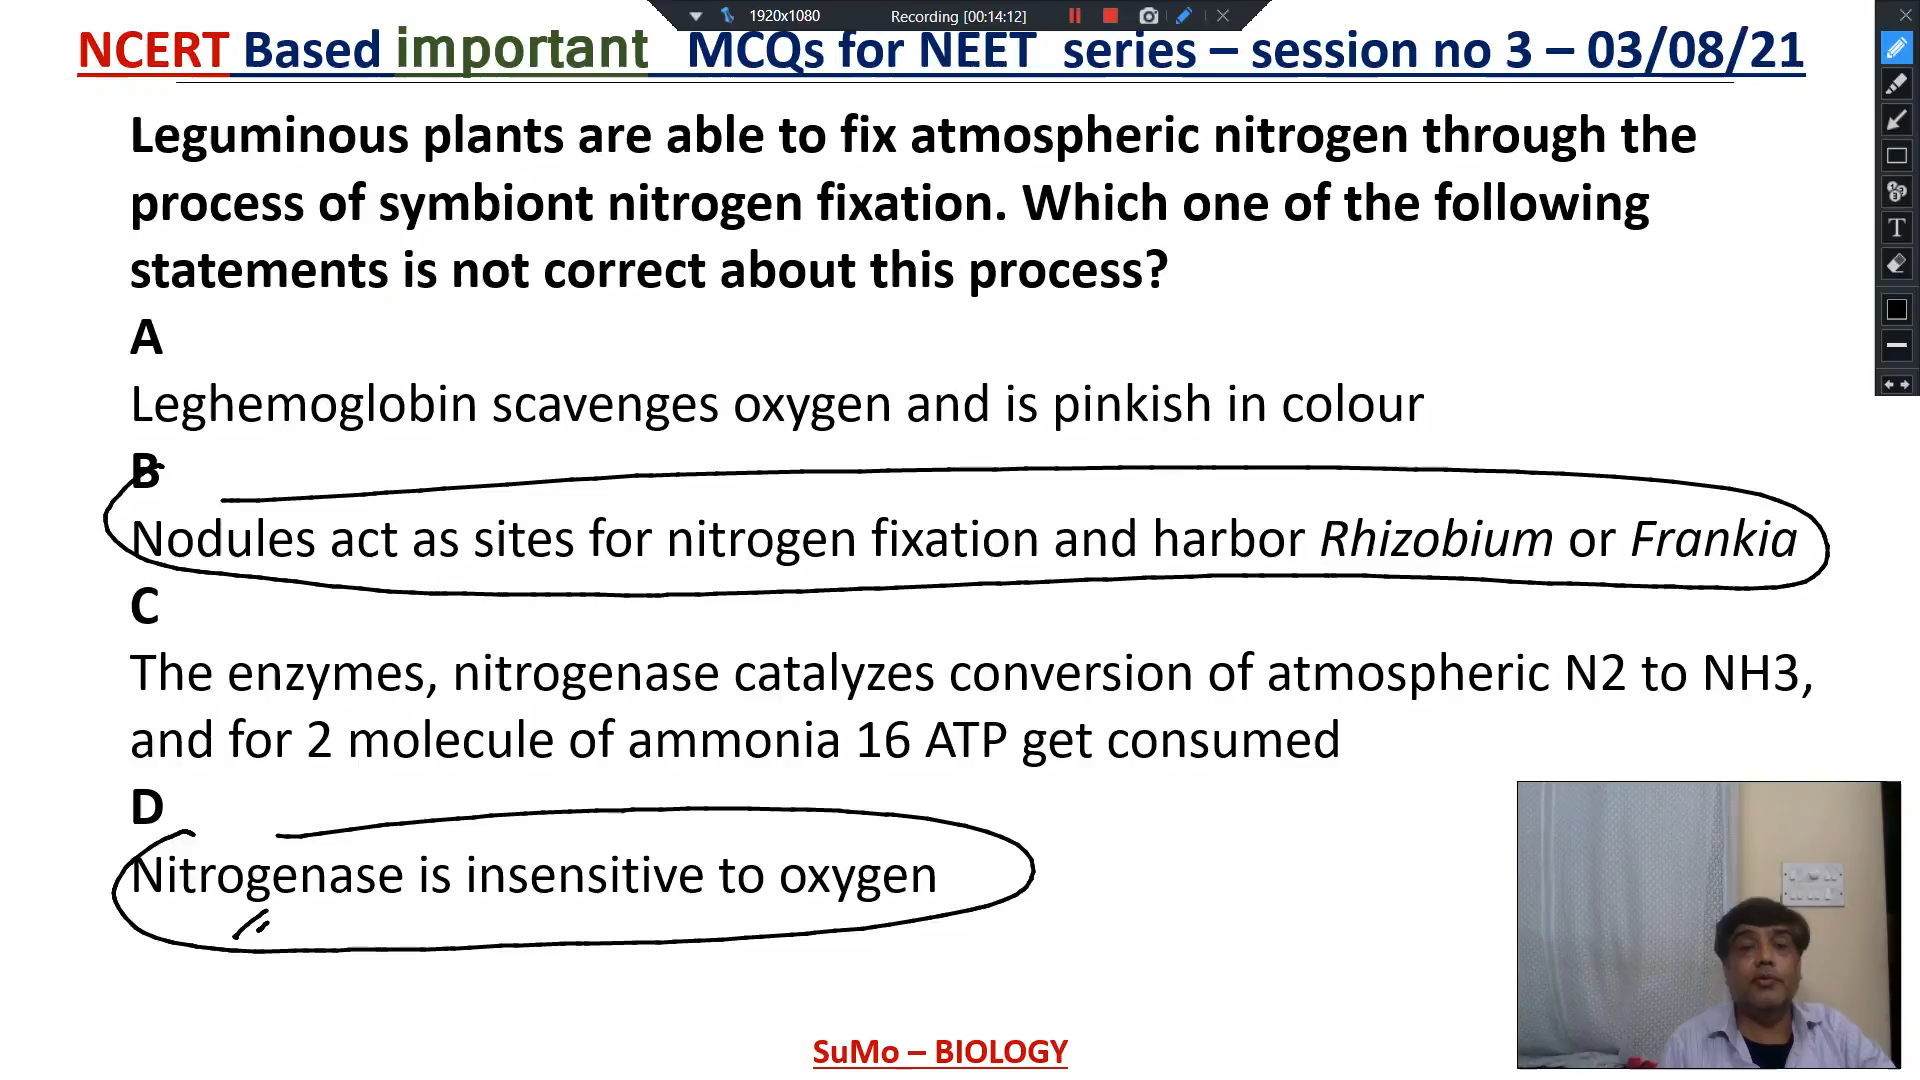 1920x1080 Recording [00:14:12]
NCERT Based important MCQs for NEET series – session no 3 – 03/08/21
Leguminous plants are able to fix atmospheric nitrogen through the
process of symbiont nitrogen fixation. Which one of the following
statements is not correct about this process?
A
Leghemoglobin scavenges oxygen and is pinkish in colour
B
Nodules act as sites for nitrogen fixation and harbor Rhizobium or Frankia
C
The enzymes, nitrogenase catalyzes conversion of atmospheric N2 to NH3,
and for 2 molecule of ammonia 16 ATP get consumed
D
Nitrogenase is insensitive to oxygen
SuMo – BIOLOGY